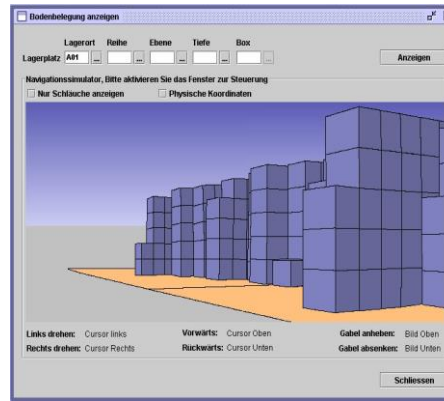 Bodenbelegung anzeigen
Lagerort Reihe Ebene Tiefe Box
Lagerplatz A01 ... ... ... ... ... Anzeigen
Navigationssimulator, Bitte aktivieren Sie das Fenster zur Steuerung
Nur Schläuche anzeigen Physische Koordinaten
Links drehen: Cursor links Vorwärts: Cursor Oben Gabel anheben: Bild Oben
Rechts drehen: Cursor Rechts Rückwärts: Cursor Unten Gabel absenken: Bild Unten
Schliessen